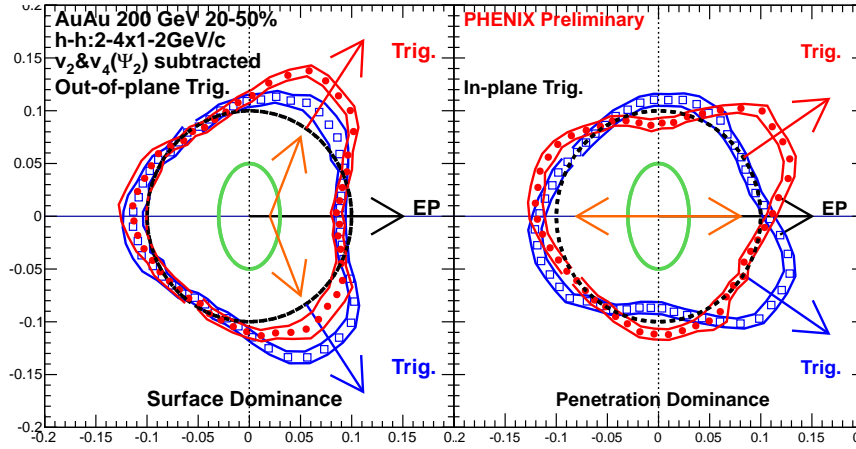 AuAu 200 GeV 20-50%
h-h:2-4x1-2GeV/c
v2&v4(Ψ2) subtracted
Out-of-plane Trig.
Trig.
EP
Trig.
Surface Dominance
PHENIX Preliminary
In-plane Trig.
Trig.
EP
Trig.
Penetration Dominance
0.2
0.15
0.1
0.05
0
-0.05
-0.1
-0.15
-0.2
-0.2 -0.15 -0.1 -0.05 0 0.05 0.1 0.15
-0.2 -0.15 -0.1 -0.05 0 0.05 0.1 0.15